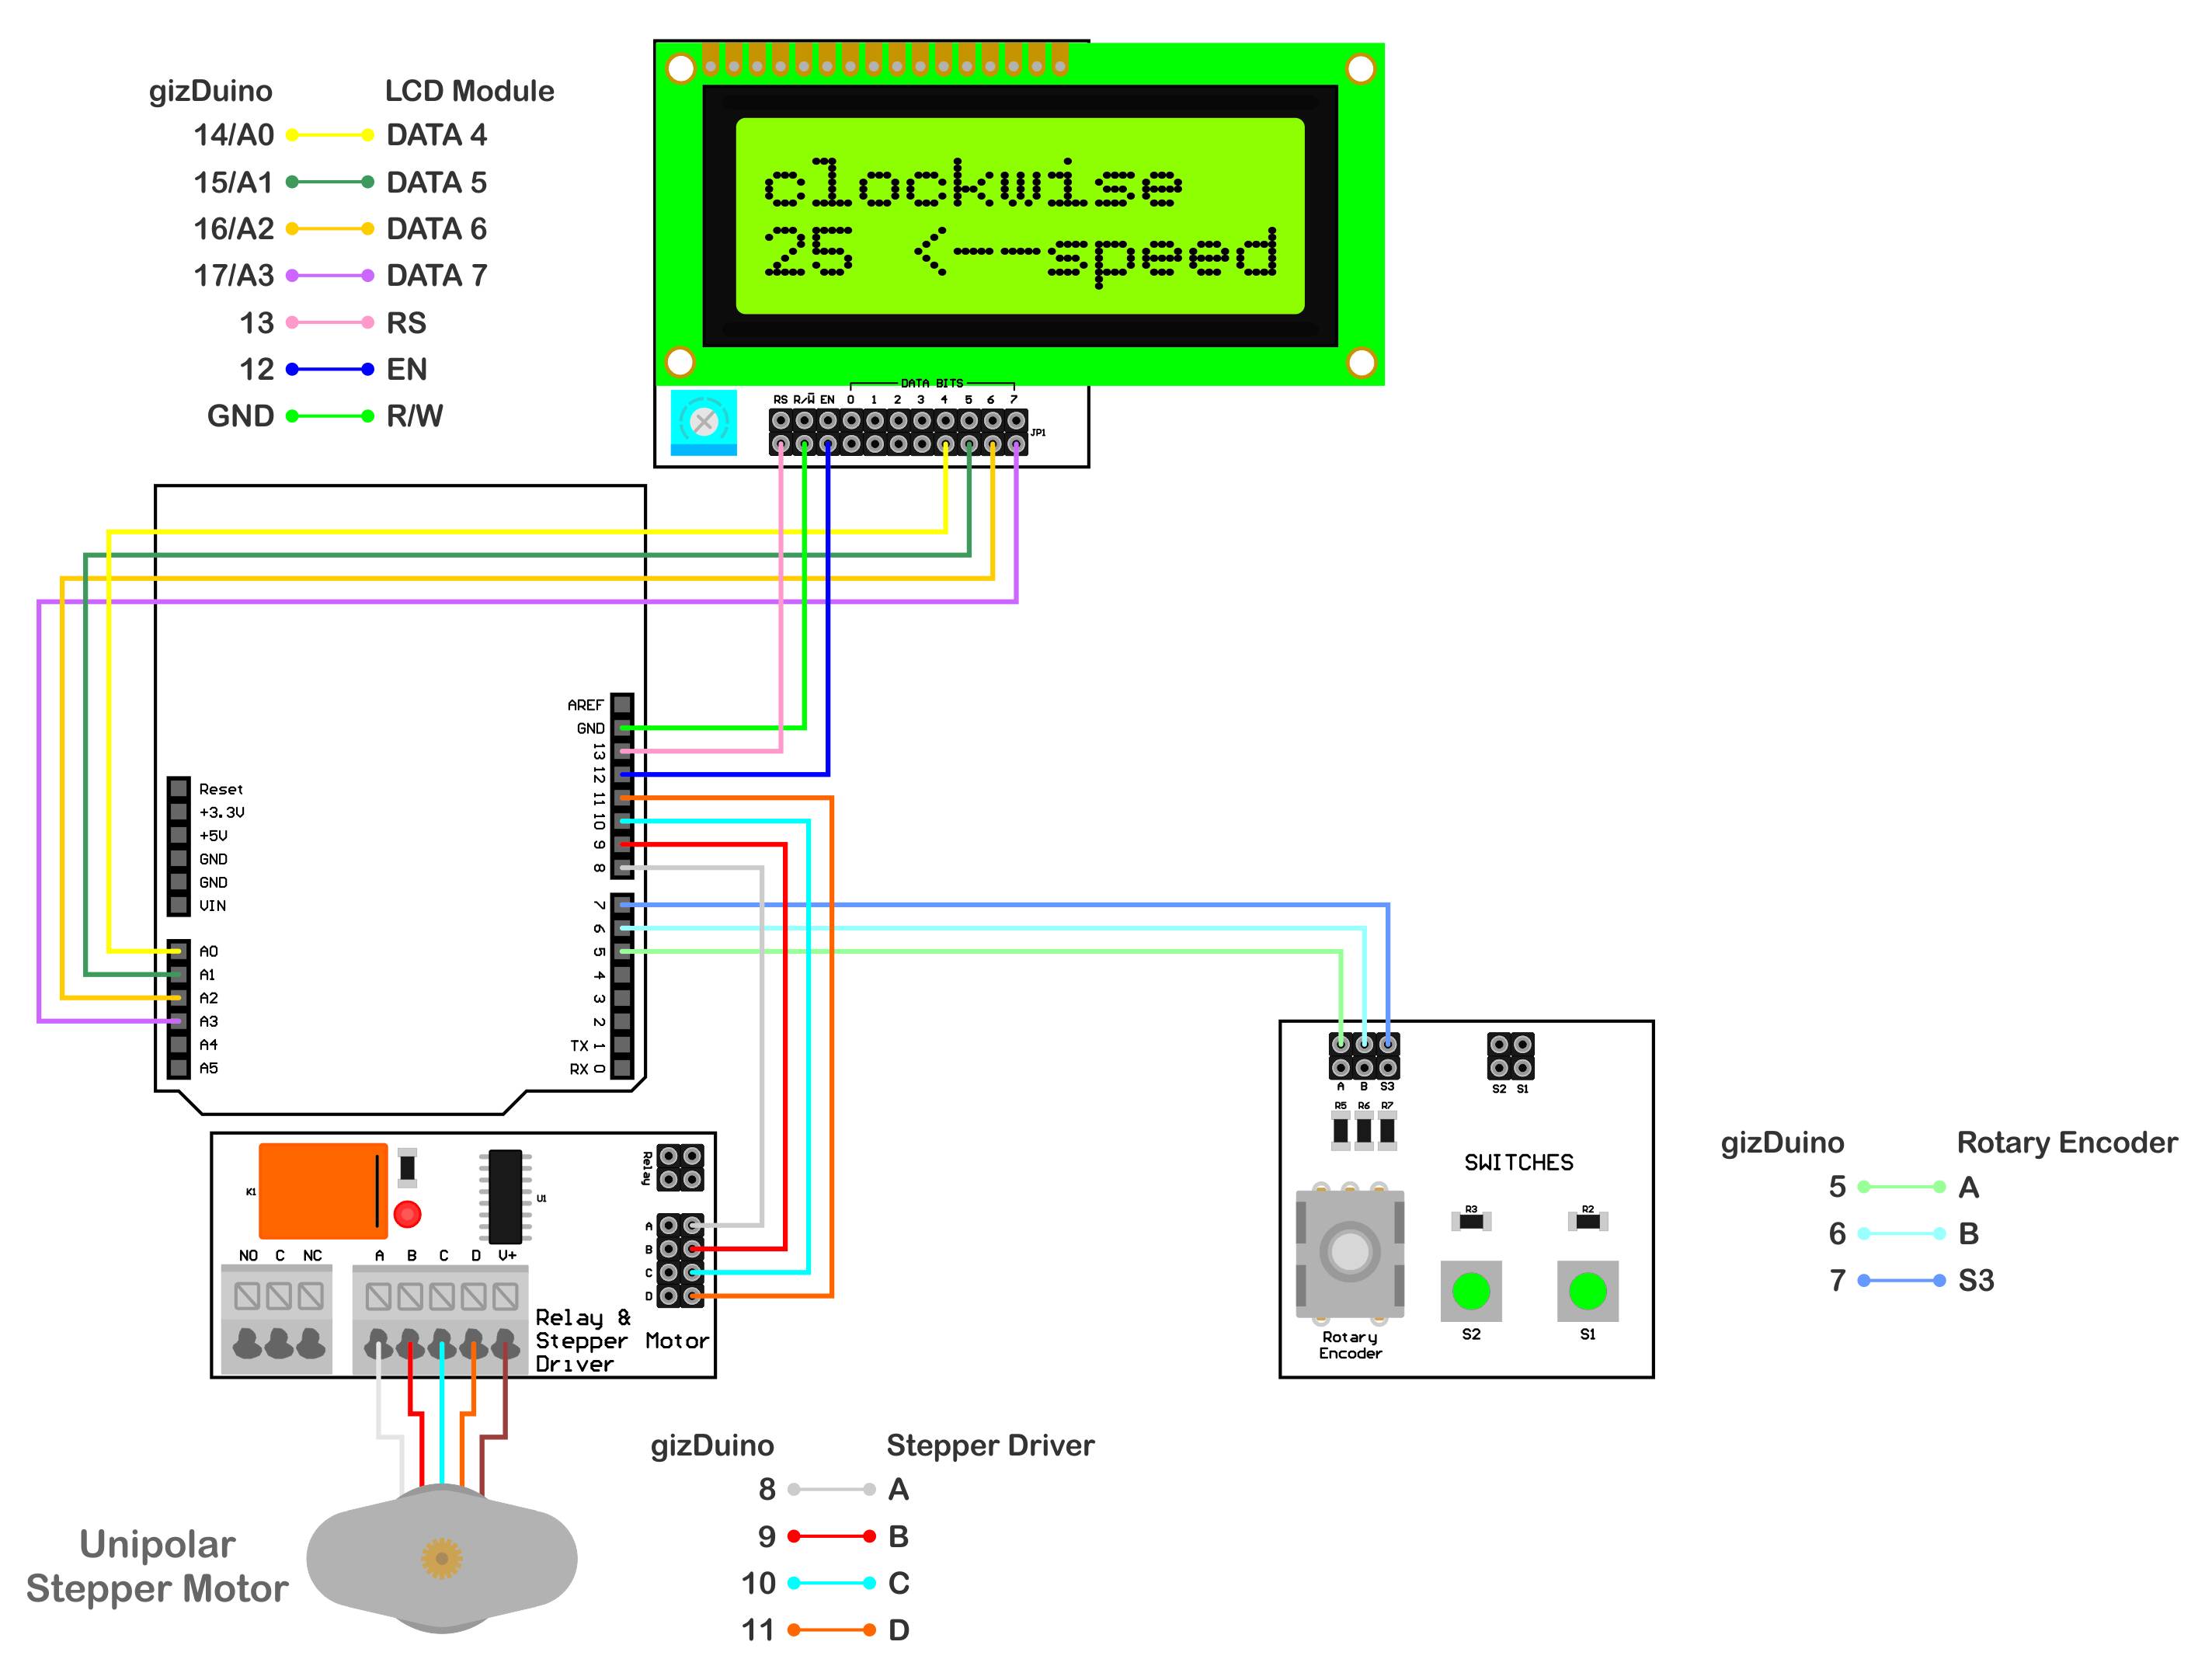 gizDuino LCD Module
14/A0 DATA 4
15/A1 DATA 5
16/A2 DATA 6
17/A3 DATA 7
13 RS
12 EN
GND R/W
clockwise
25 <--speed
DATA BITS
RS R/W EN 0 1 2 3 4 5 6 7
JP1
AREF
GND
13
12
11
10
9
8
7
6
5
4
3
2
TX 1
RX 0
Reset
+3.3V
+5V
GND
GND
VIN
A0
A1
A2
A3
A4
A5
K1
U1
Relay
A
B
C
D
NO C NC A B C D V+
Relay &
Stepper Motor
Driver
Unipolar
Stepper Motor
gizDuino Stepper Driver
8 A
9 B
10 C
11 D
A B S3
S2 S1
R5 R6 R7
SWITCHES
R3 R2
S2 S1
Rotary
Encoder
gizDuino Rotary Encoder
5 A
6 B
7 S3